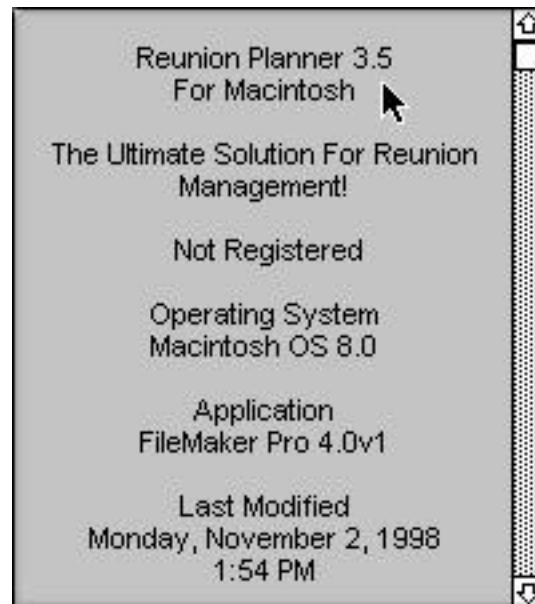 Reunion Planner 3.5
For Macintosh
The Ultimate Solution For Reunion
Management!
Not Registered
Operating System
Macintosh OS 8.0
Application
FileMaker Pro 4.0v1
Last Modified
Monday, November 2, 1998
1:54 PM